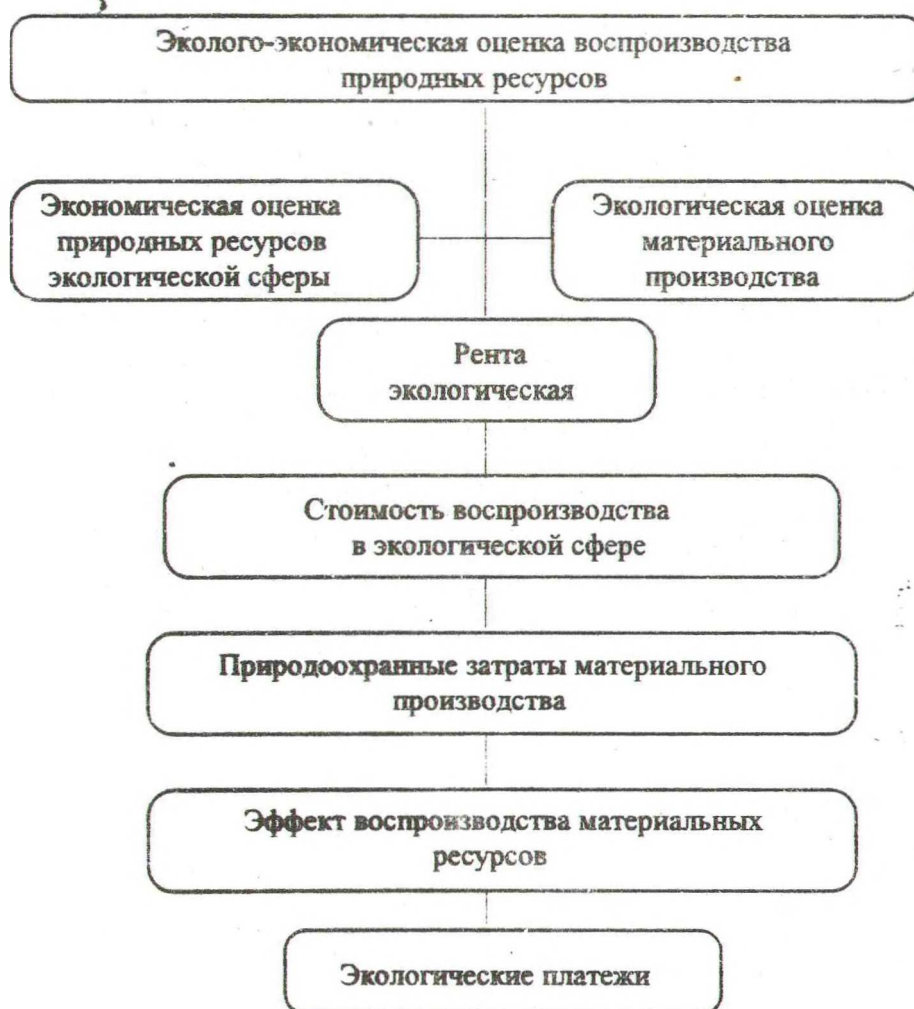 Эколого-экономическая оценка воспроизводства
природных ресурсов
Экономическая оценка
природных ресурсов
экологической сферы
Экологическая оценка
материального
производства
Рента
экологическая
Стоимость воспроизводства
в экологической сфере
Природоохранные затраты материального
производства
Эффект воспроизводства материальных
ресурсов
Экологические платежи